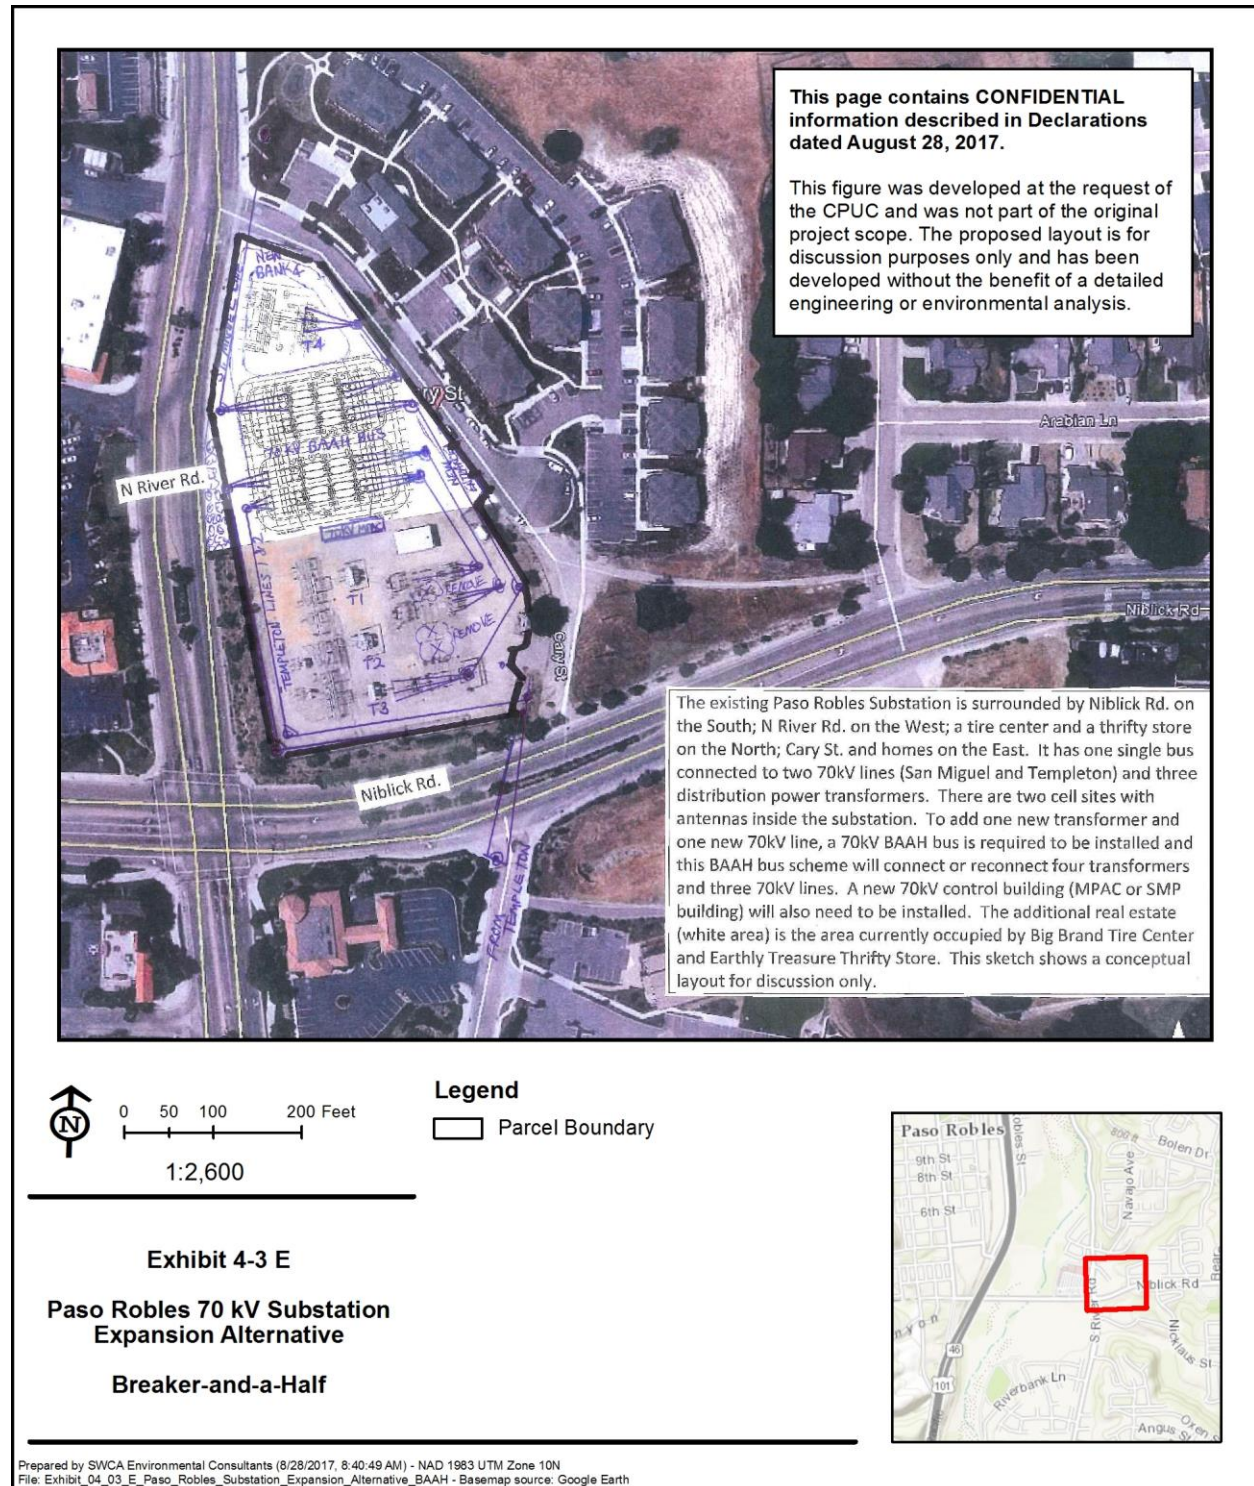 This page contains CONFIDENTIAL
information described in Declarations
dated August 28, 2017.
This figure was developed at the request of
the CPUC and was not part of the original
project scope. The proposed layout is for
discussion purposes only and has been
developed without the benefit of a detailed
engineering or environmental analysis.
NEW
BANK 4
T4
ry St
Arabian Ln
70 KV BAAH BUS
N River Rd.
T1
REMOVE
REMOVE
T2
T3
TEMPLETON LINES 1 & 2
Cary St
Niblick Rd
Niblick Rd.
FROM
TEMPLETON
The existing Paso Robles Substation is surrounded by Niblick Rd. on
the South; N River Rd. on the West; a tire center and a thrifty store
on the North; Cary St. and homes on the East. It has one single bus
connected to two 70kV lines (San Miguel and Templeton) and three
distribution power transformers. There are two cell sites with
antennas inside the substation. To add one new transformer and
one new 70kV line, a 70kV BAAH bus is required to be installed and
this BAAH bus scheme will connect or reconnect four transformers
and three 70kV lines. A new 70kV control building (MPAC or SMP
building) will also need to be installed. The additional real estate
(white area) is the area currently occupied by Big Brand Tire Center
and Earthly Treasure Thrifty Store. This sketch shows a conceptual
layout for discussion only.
N
0 50 100 200 Feet
1:2,600
Legend
Parcel Boundary
Exhibit 4-3 E
Paso Robles 70 kV Substation
Expansion Alternative
Breaker-and-a-Half
Paso Robles
obles St
9th St
8th St
6th St
800 ft
Bolen Dr
Navajo Ave
Bear
Niblick Rd
S River Rd
Nicklaus St
nyon
46
101
Riverbank Ln
Angus St
Oxen S
Prepared by SWCA Environmental Consultants (8/28/2017, 8:40:49 AM) - NAD 1983 UTM Zone 10N
File: Exhibit_04_03_E_Paso_Robles_Substation_Expansion_Alternative_BAAH - Basemap source: Google Earth